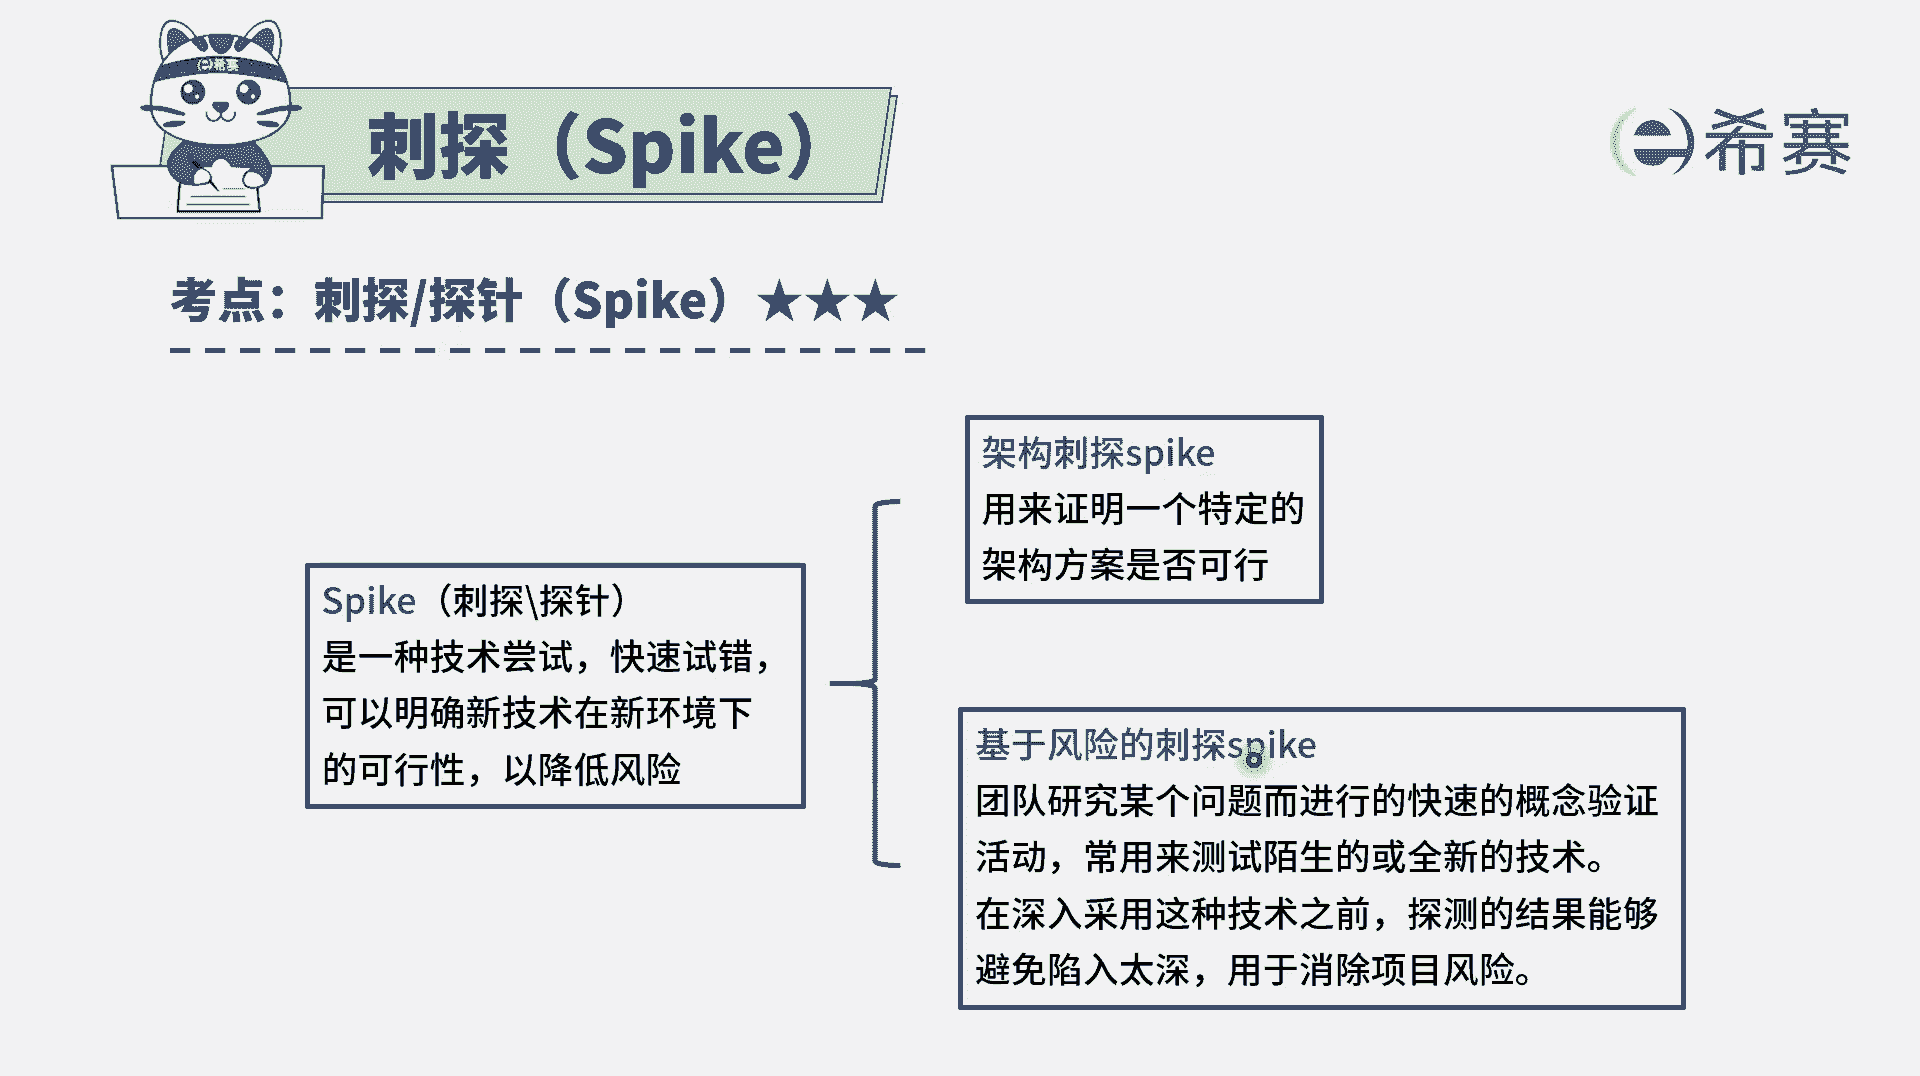 希赛
刺探（Spike）
希赛
考点：刺探/探针（Spike）★★★
架构刺探spike
用来证明一个特定的
架构方案是否可行
Spike（刺探\探针）
是一种技术尝试，快速试错，
可以明确新技术在新环境下
的可行性，以降低风险
基于风险的刺探spike
团队研究某个问题而进行的快速的概念验证
活动，常用来测试陌生的或全新的技术。
在深入采用这种技术之前，探测的结果能够
避免陷入太深，用于消除项目风险。